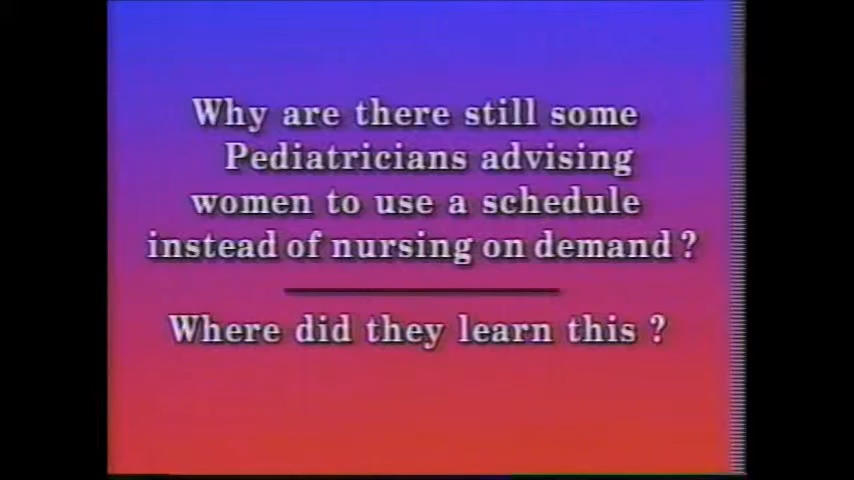 Why are there still some
Pediatricians advising
women to use a schedule
instead of nursing on demand ?
Where did they learn this ?